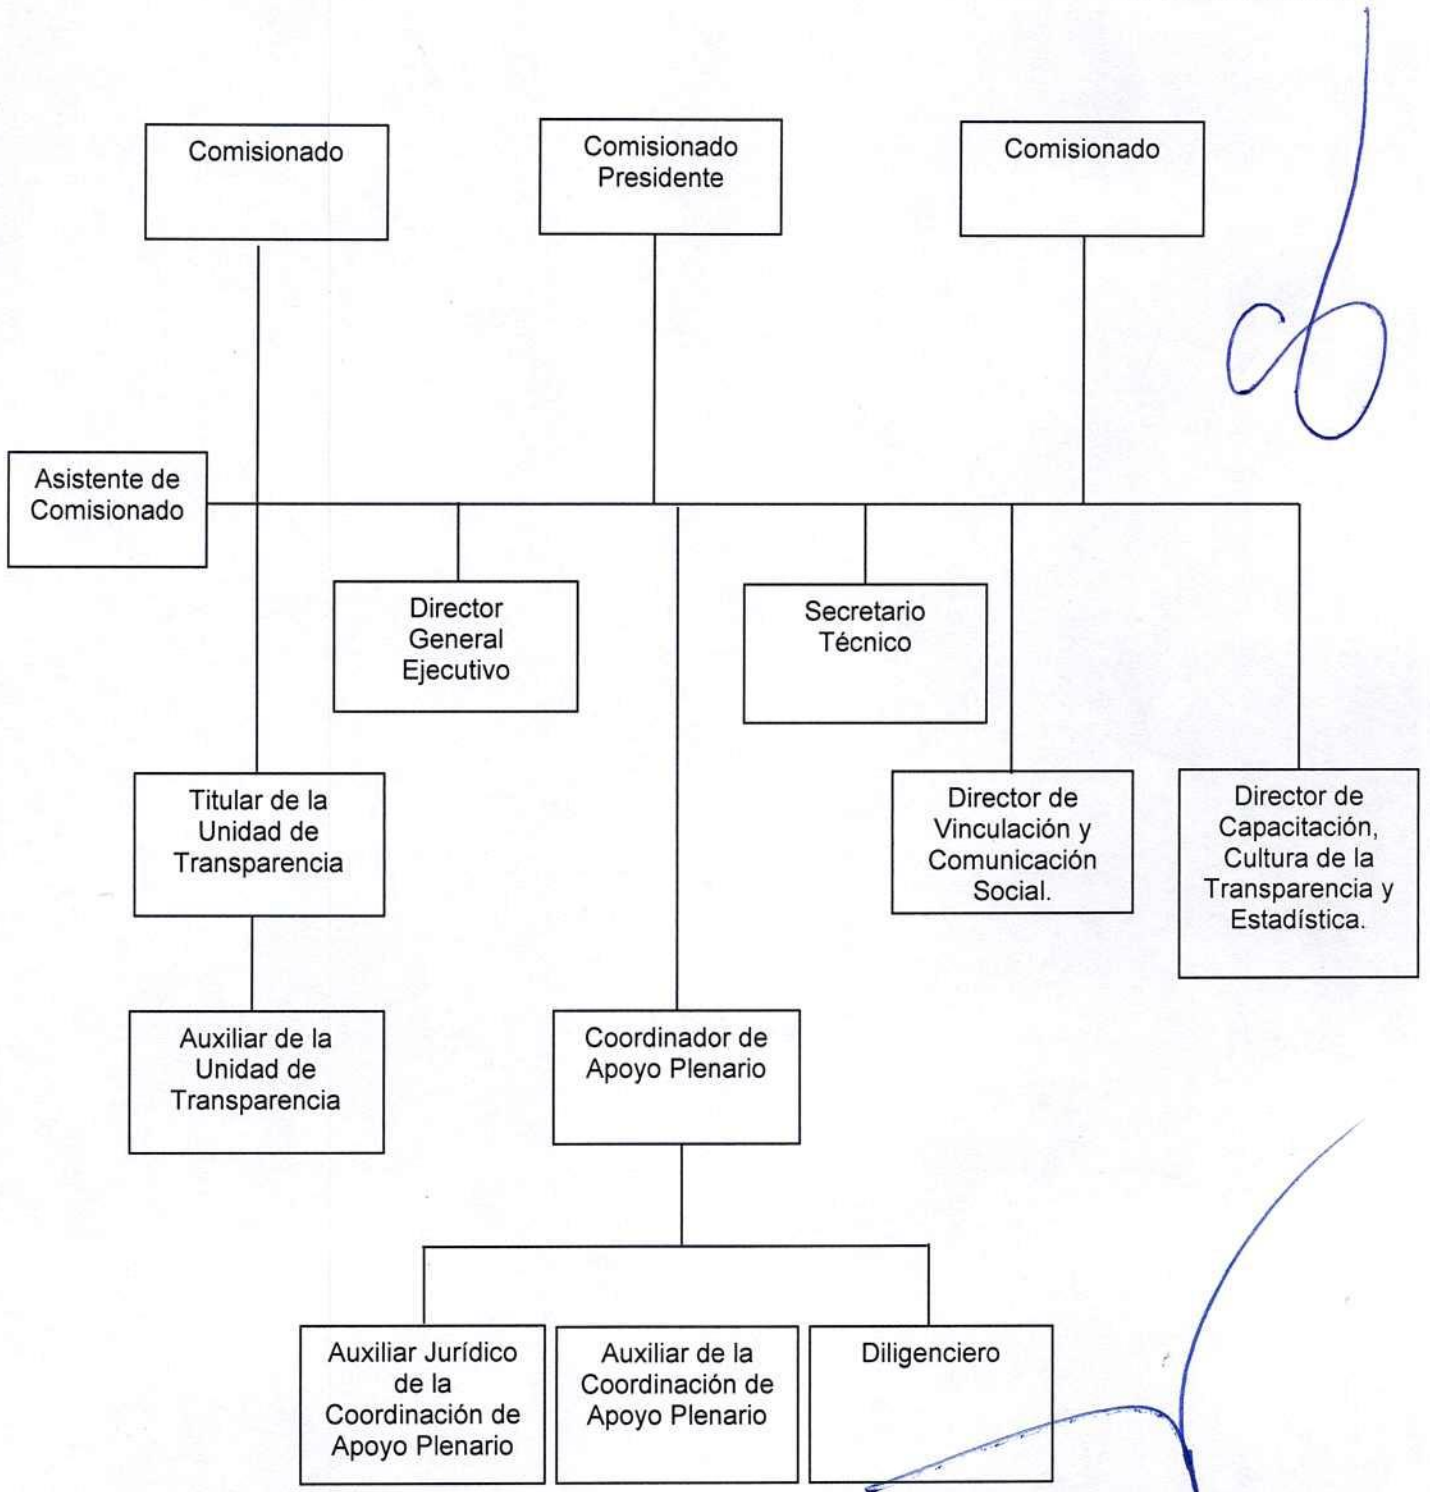 Comisionado
Comisionado
Presidente
Comisionado
Asistente de
Comisionado
Director
General
Ejecutivo
Secretario
Técnico
Titular de la
Unidad de
Transparencia
Director de
Vinculación y
Comunicación
Social.
Director de
Capacitación,
Cultura de la
Transparencia y
Estadística.
Auxiliar de la
Unidad de
Transparencia
Coordinador de
Apoyo Plenario
Auxiliar Jurídico
de la
Coordinación de
Apoyo Plenario
Auxiliar de la
Coordinación de
Apoyo Plenario
Diligenciero